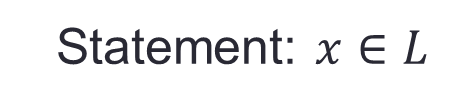 Statement: x ∈ L